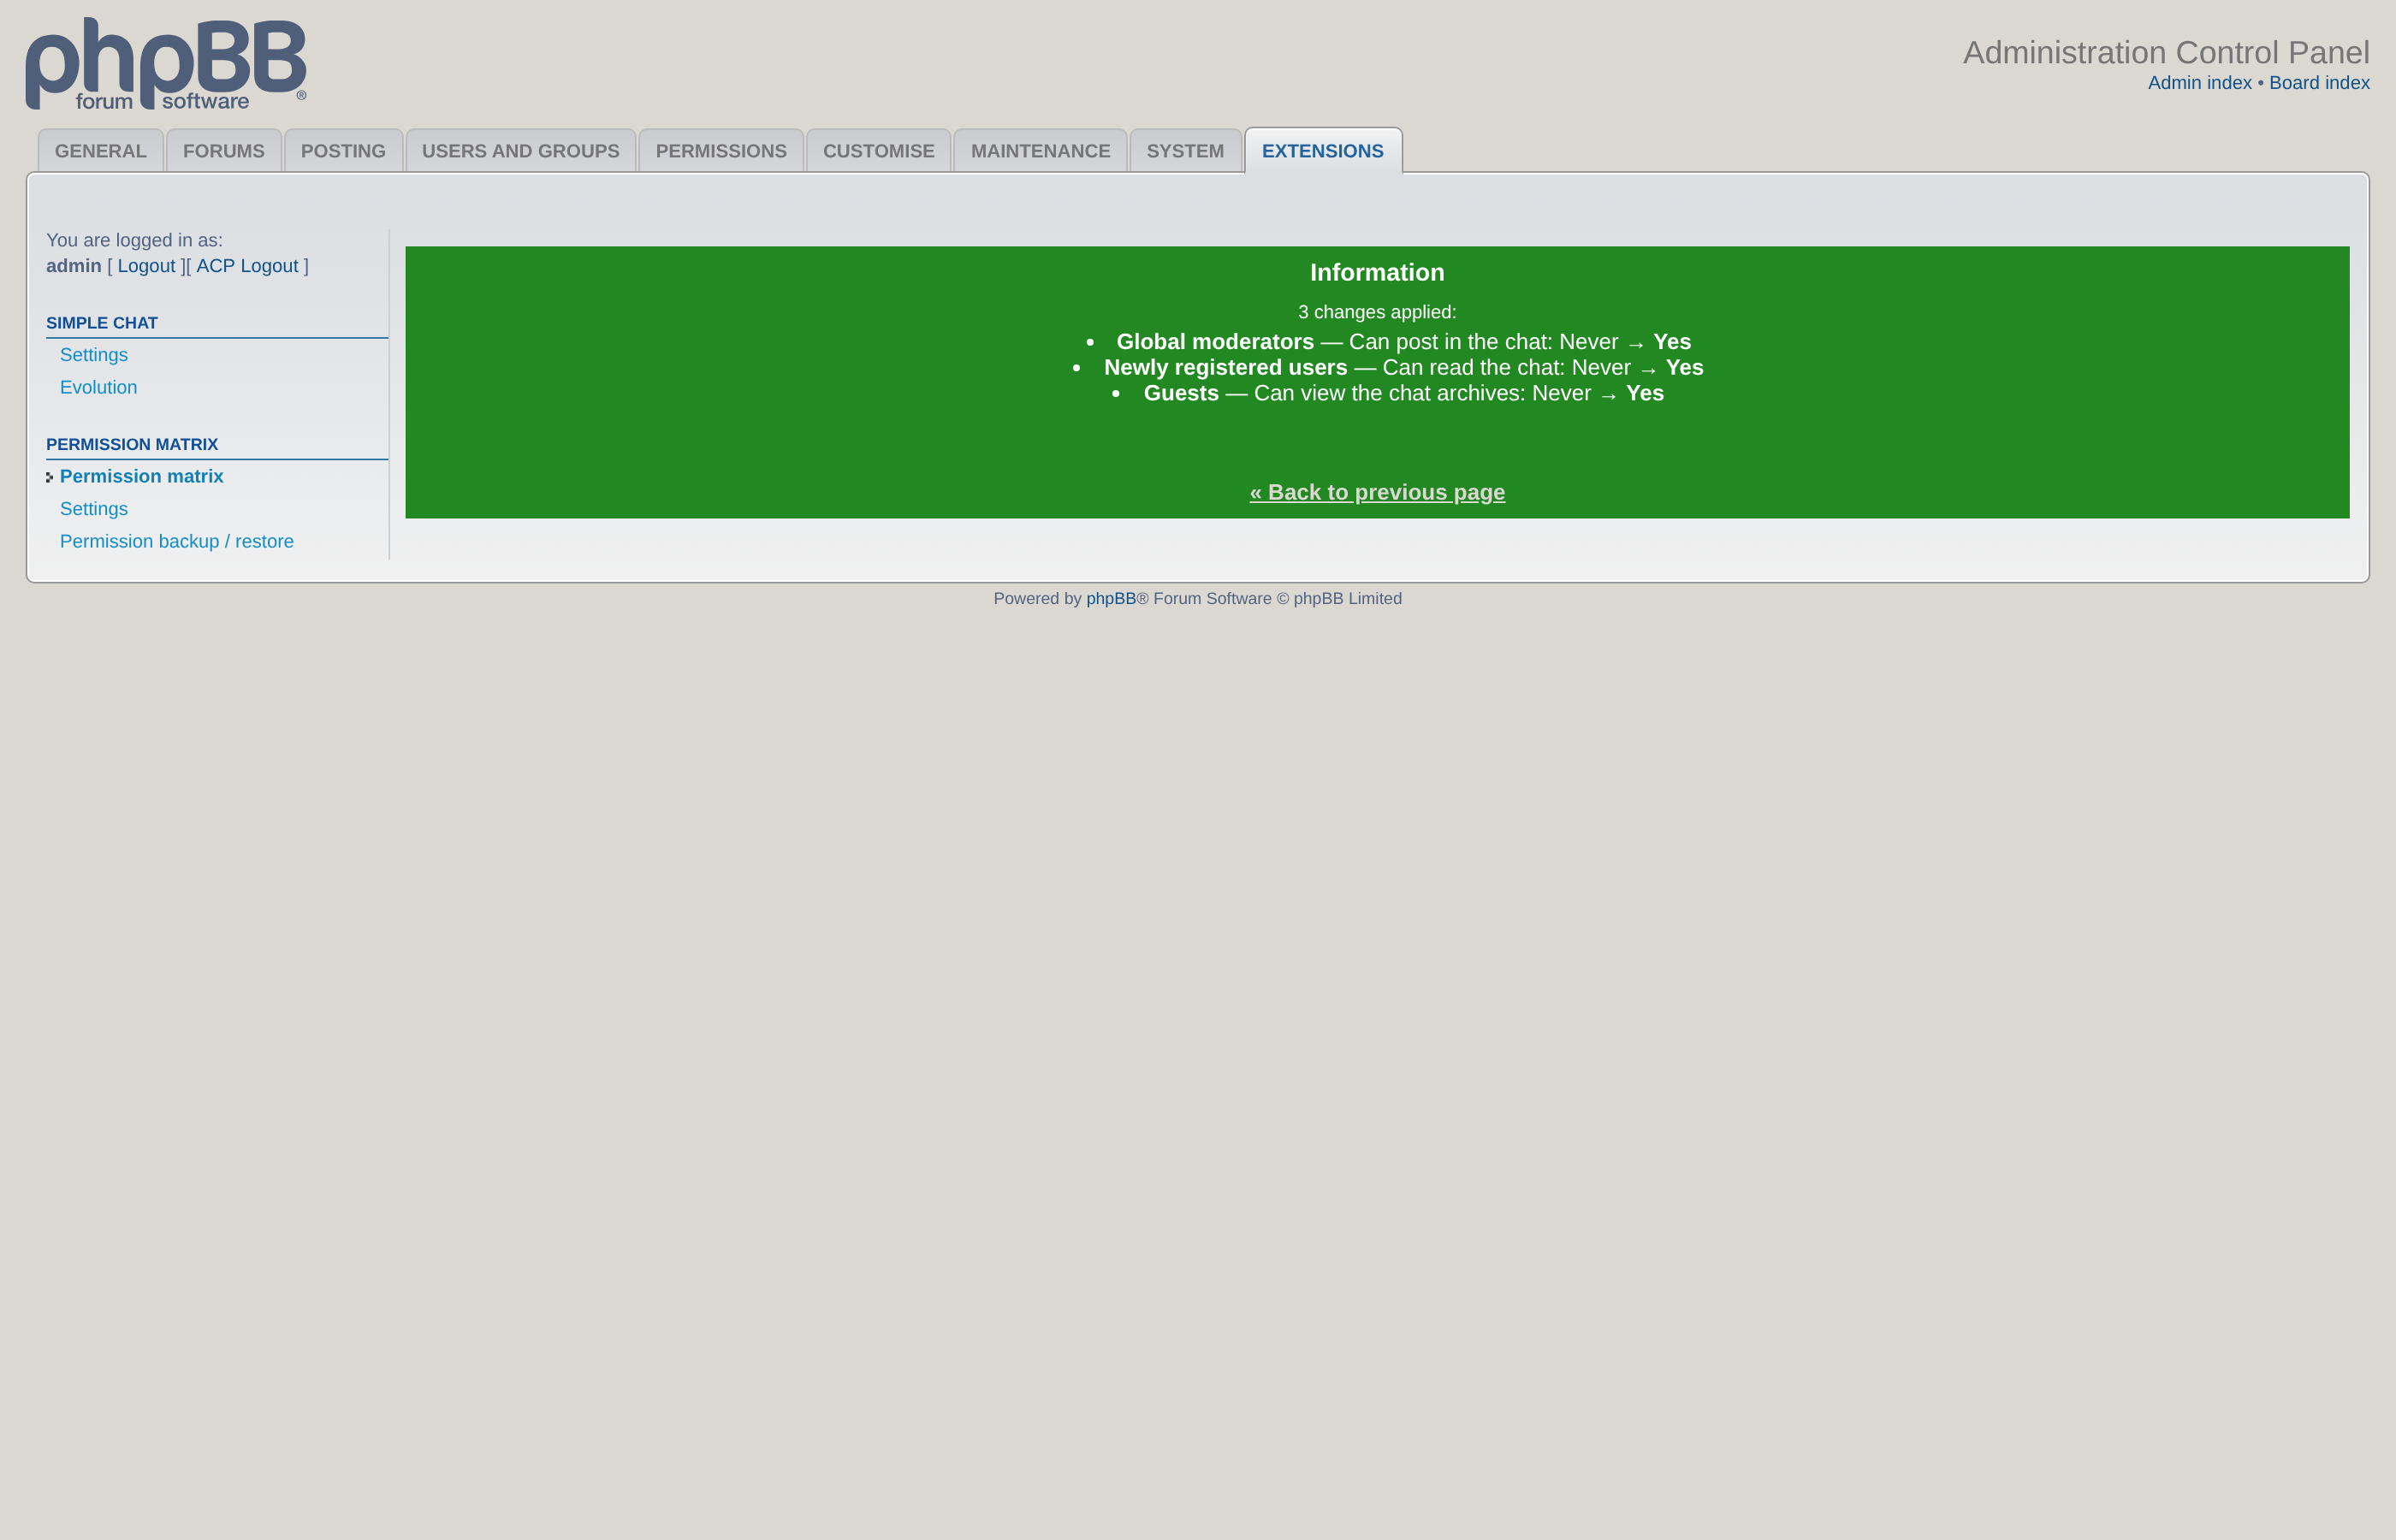 phpBB
forum software ®
Administration Control Panel
Admin index • Board index
GENERAL FORUMS POSTING USERS AND GROUPS PERMISSIONS CUSTOMISE MAINTENANCE SYSTEM EXTENSIONS
You are logged in as:
admin [ Logout ][ ACP Logout ]
SIMPLE CHAT
Settings
Evolution
PERMISSION MATRIX
Permission matrix
Settings
Permission backup / restore
Information
3 changes applied:
• Global moderators — Can post in the chat: Never → Yes
• Newly registered users — Can read the chat: Never → Yes
• Guests — Can view the chat archives: Never → Yes
« Back to previous page
Powered by phpBB® Forum Software © phpBB Limited